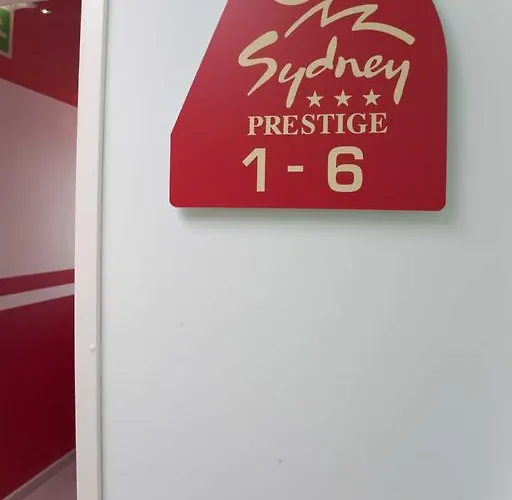 Sydney
★★★
PRESTIGE
1 - 6